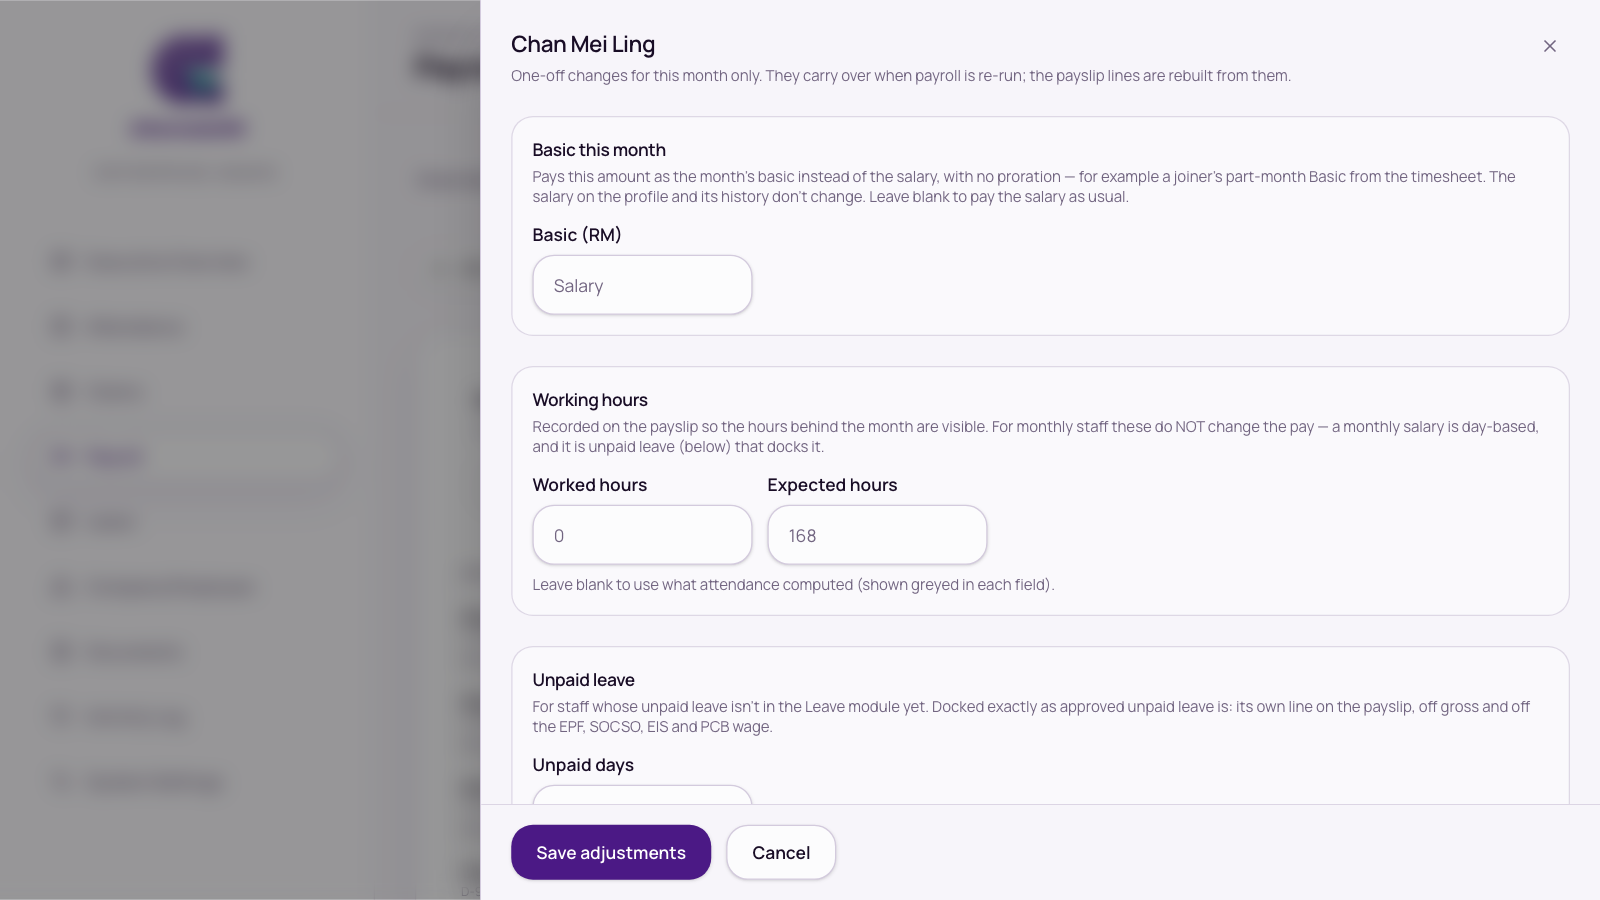 Chan Mei Ling
One-off changes for this month only. They carry over when payroll is re-run; the payslip lines are rebuilt from them.
Basic this month
Pays this amount as the month's basic instead of the salary, with no proration — for example a joiner's part-month Basic from the timesheet. The
salary on the profile and its history don't change. Leave blank to pay the salary as usual.
Basic (RM)
Salary
Working hours
Recorded on the payslip so the hours behind the month are visible. For monthly staff these do NOT change the pay — a monthly salary is day-based,
and it is unpaid leave (below) that docks it.
Worked hours Expected hours
0 168
Leave blank to use what attendance computed (shown greyed in each field).
Unpaid leave
For staff whose unpaid leave isn't in the Leave module yet. Docked exactly as approved unpaid leave is: its own line on the payslip, off gross and off
the EPF, SOCSO, EIS and PCB wage.
Unpaid days
Save adjustments Cancel